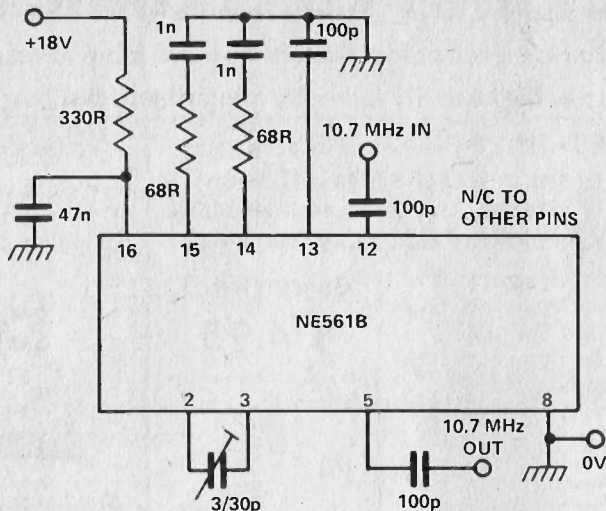 +18V
1n
1n
100p
330R
68R
68R
10.7 MHz IN
100p
47n
N/C TO
OTHER PINS
16
15
14
13
12
NE561B
2
3
5
8
10.7 MHz
OUT
0V
3/30p
100p